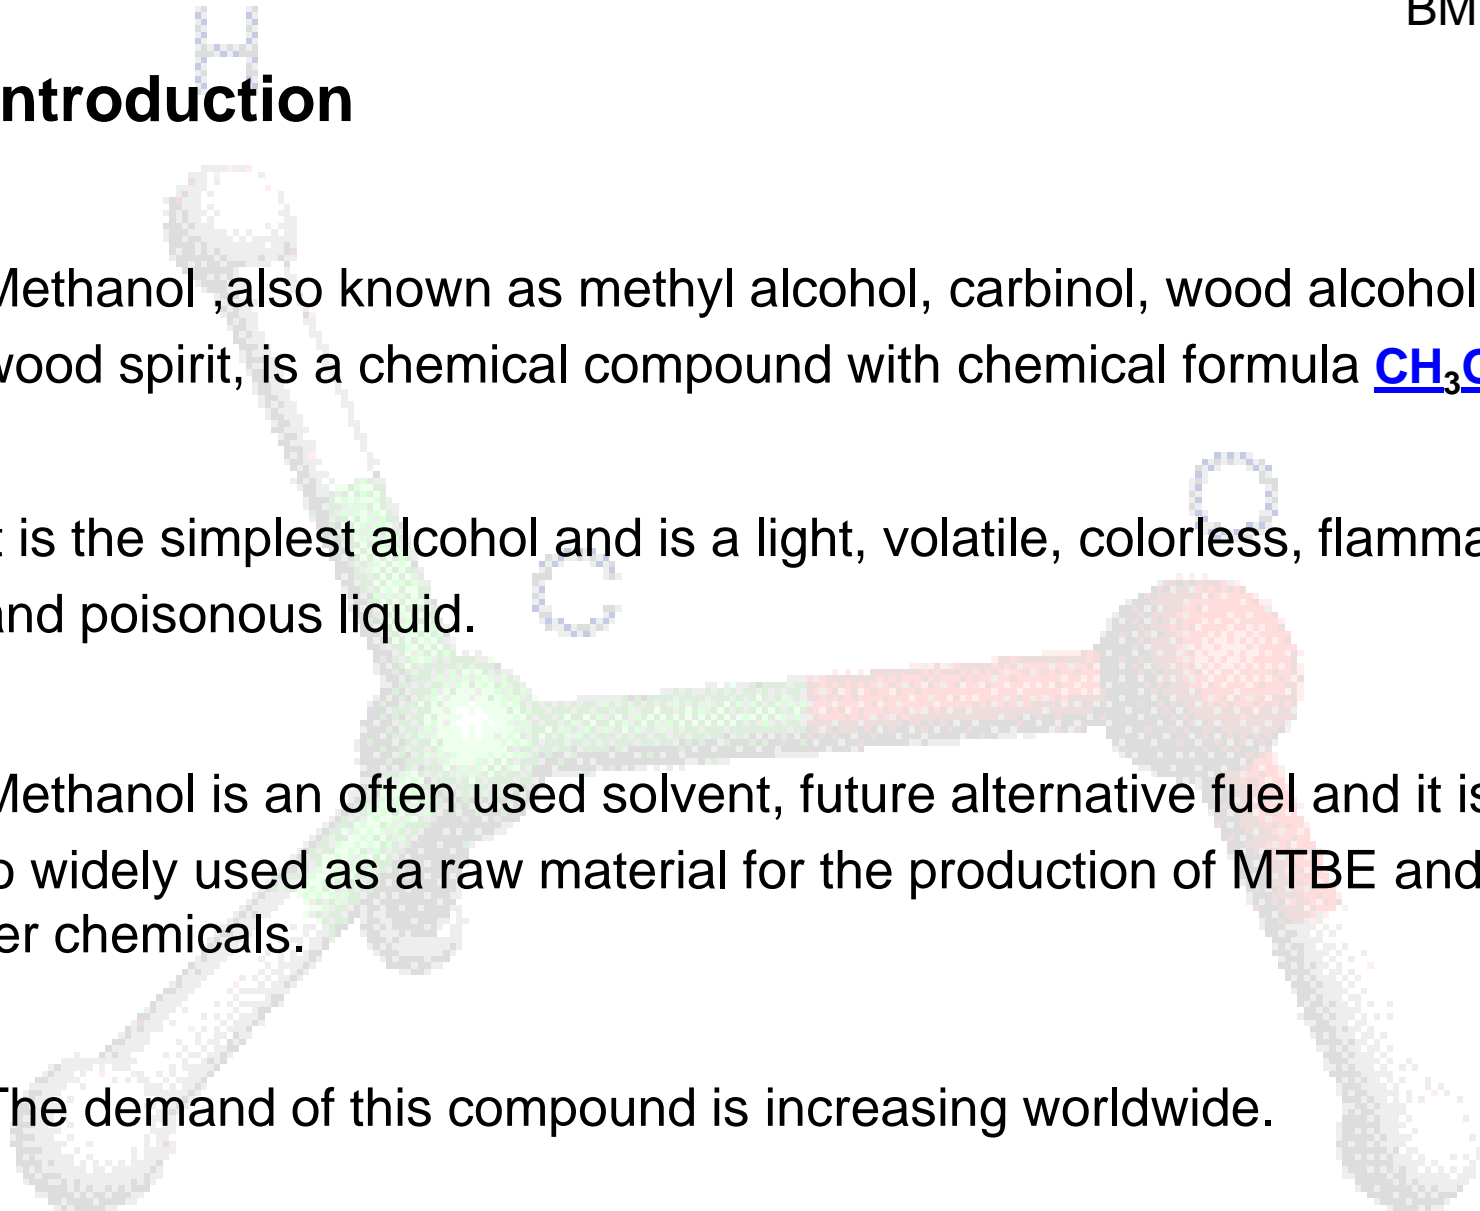 BM
ntroduction
Methanol ,also known as methyl alcohol, carbinol, wood alcohol
wood spirit, is a chemical compound with chemical formula CH₃O
t is the simplest alcohol and is a light, volatile, colorless, flamma
and poisonous liquid.
Methanol is an often used solvent, future alternative fuel and it is
o widely used as a raw material for the production of MTBE and
er chemicals.
The demand of this compound is increasing worldwide.
H
O
C